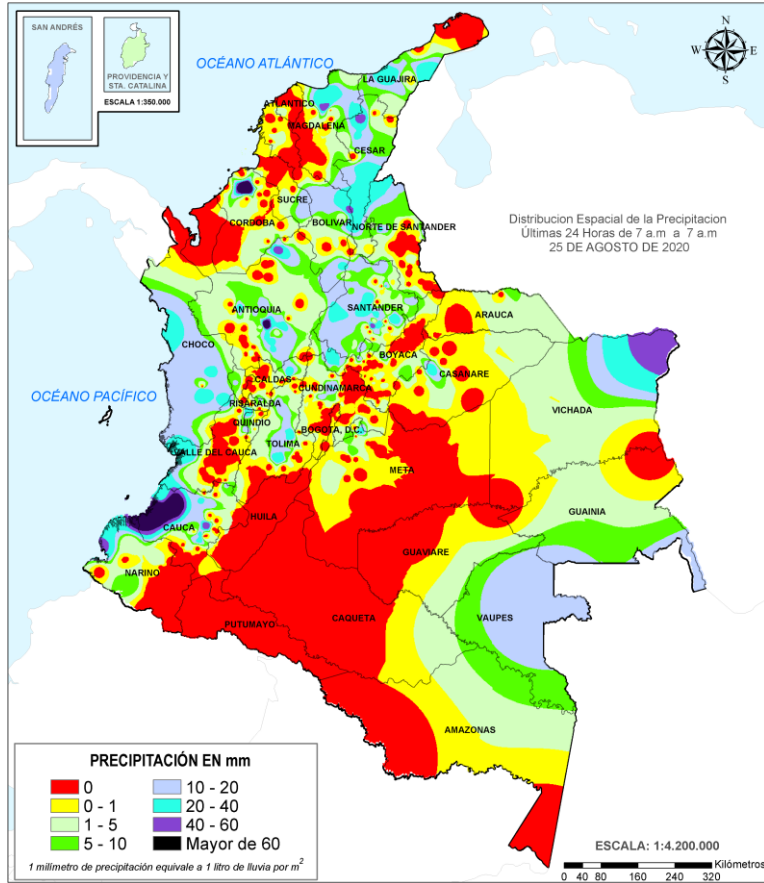 SAN ANDRÉS
PROVIDENCIA Y
STA. CATALINA
ESCALA 1:350.000
OCÉANO ATLÁNTICO
N
W
E
S
LA GUAJIRA
ATLANTICO
MAGDALENA
CESAR
SUCRE
CORDOBA
BOLIVAR
NORTE DE SANTANDER
Distribucion Espacial de la Precipitacion
Últimas 24 Horas de 7 a.m a 7 a.m
25 DE AGOSTO DE 2020
ANTIOQUIA
SANTANDER
ARAUCA
CHOCO
BOYACA
CASANARE
OCÉANO PACÍFICO
CALDAS
CUNDINAMARCA
RISARALDA
VICHADA
QUINDIO
BOGOTA, D.C.
TOLIMA
VALLE DEL CAUCA
META
GUAINIA
HUILA
CAUCA
GUAVIARE
NARINO
VAUPES
PUTUMAYO
CAQUETA
AMAZONAS
PRECIPITACIÓN EN mm
0
10 - 20
0 - 1
20 - 40
1 - 5
40 - 60
5 - 10
Mayor de 60
1 milímetro de precipitación equivale a 1 litro de lluvia por m²
ESCALA: 1:4.200.000
Kilómetros
0 40 80 160 240 320